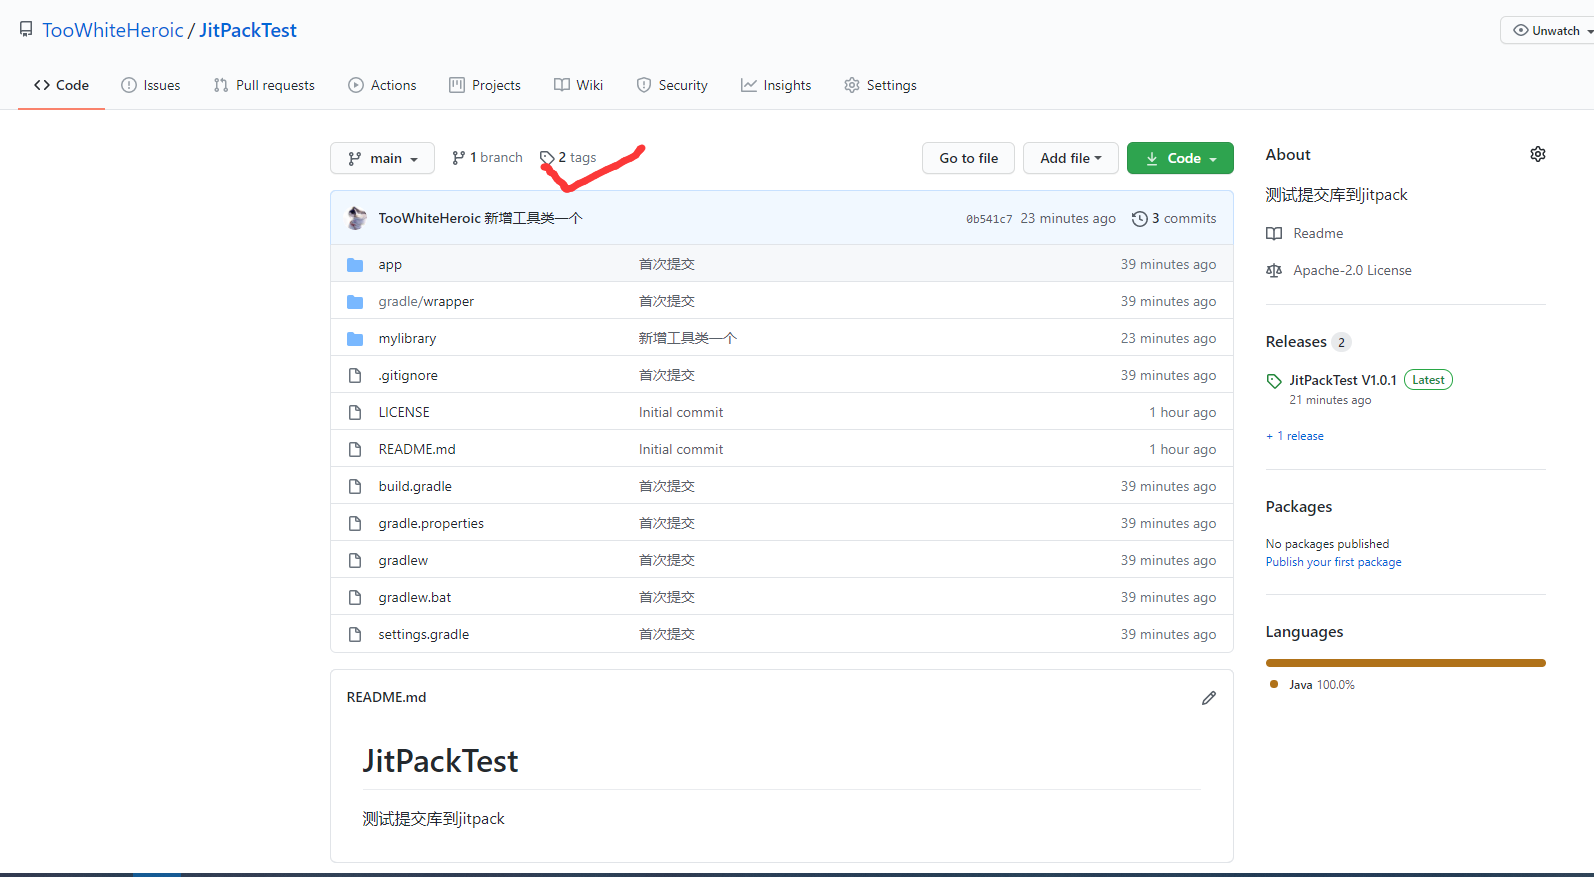 TooWhiteHeroic / JitPackTest
Unwatch
Code Issues Pull requests Actions Projects Wiki Security Insights Settings
main 1 branch 2 tags Go to file Add file Code
TooWhiteHeroic 新增工具类一个 0b541c7 23 minutes ago 3 commits
app 首次提交 39 minutes ago
gradle/wrapper 首次提交 39 minutes ago
mylibrary 新增工具类一个 23 minutes ago
.gitignore 首次提交 39 minutes ago
LICENSE Initial commit 1 hour ago
README.md Initial commit 1 hour ago
build.gradle 首次提交 39 minutes ago
gradle.properties 首次提交 39 minutes ago
gradlew 首次提交 39 minutes ago
gradlew.bat 首次提交 39 minutes ago
settings.gradle 首次提交 39 minutes ago
README.md
JitPackTest
测试提交库到jitpack
About
测试提交库到jitpack
Readme
Apache-2.0 License
Releases 2
JitPackTest V1.0.1 Latest
21 minutes ago
+ 1 release
Packages
No packages published
Publish your first package
Languages
Java 100.0%